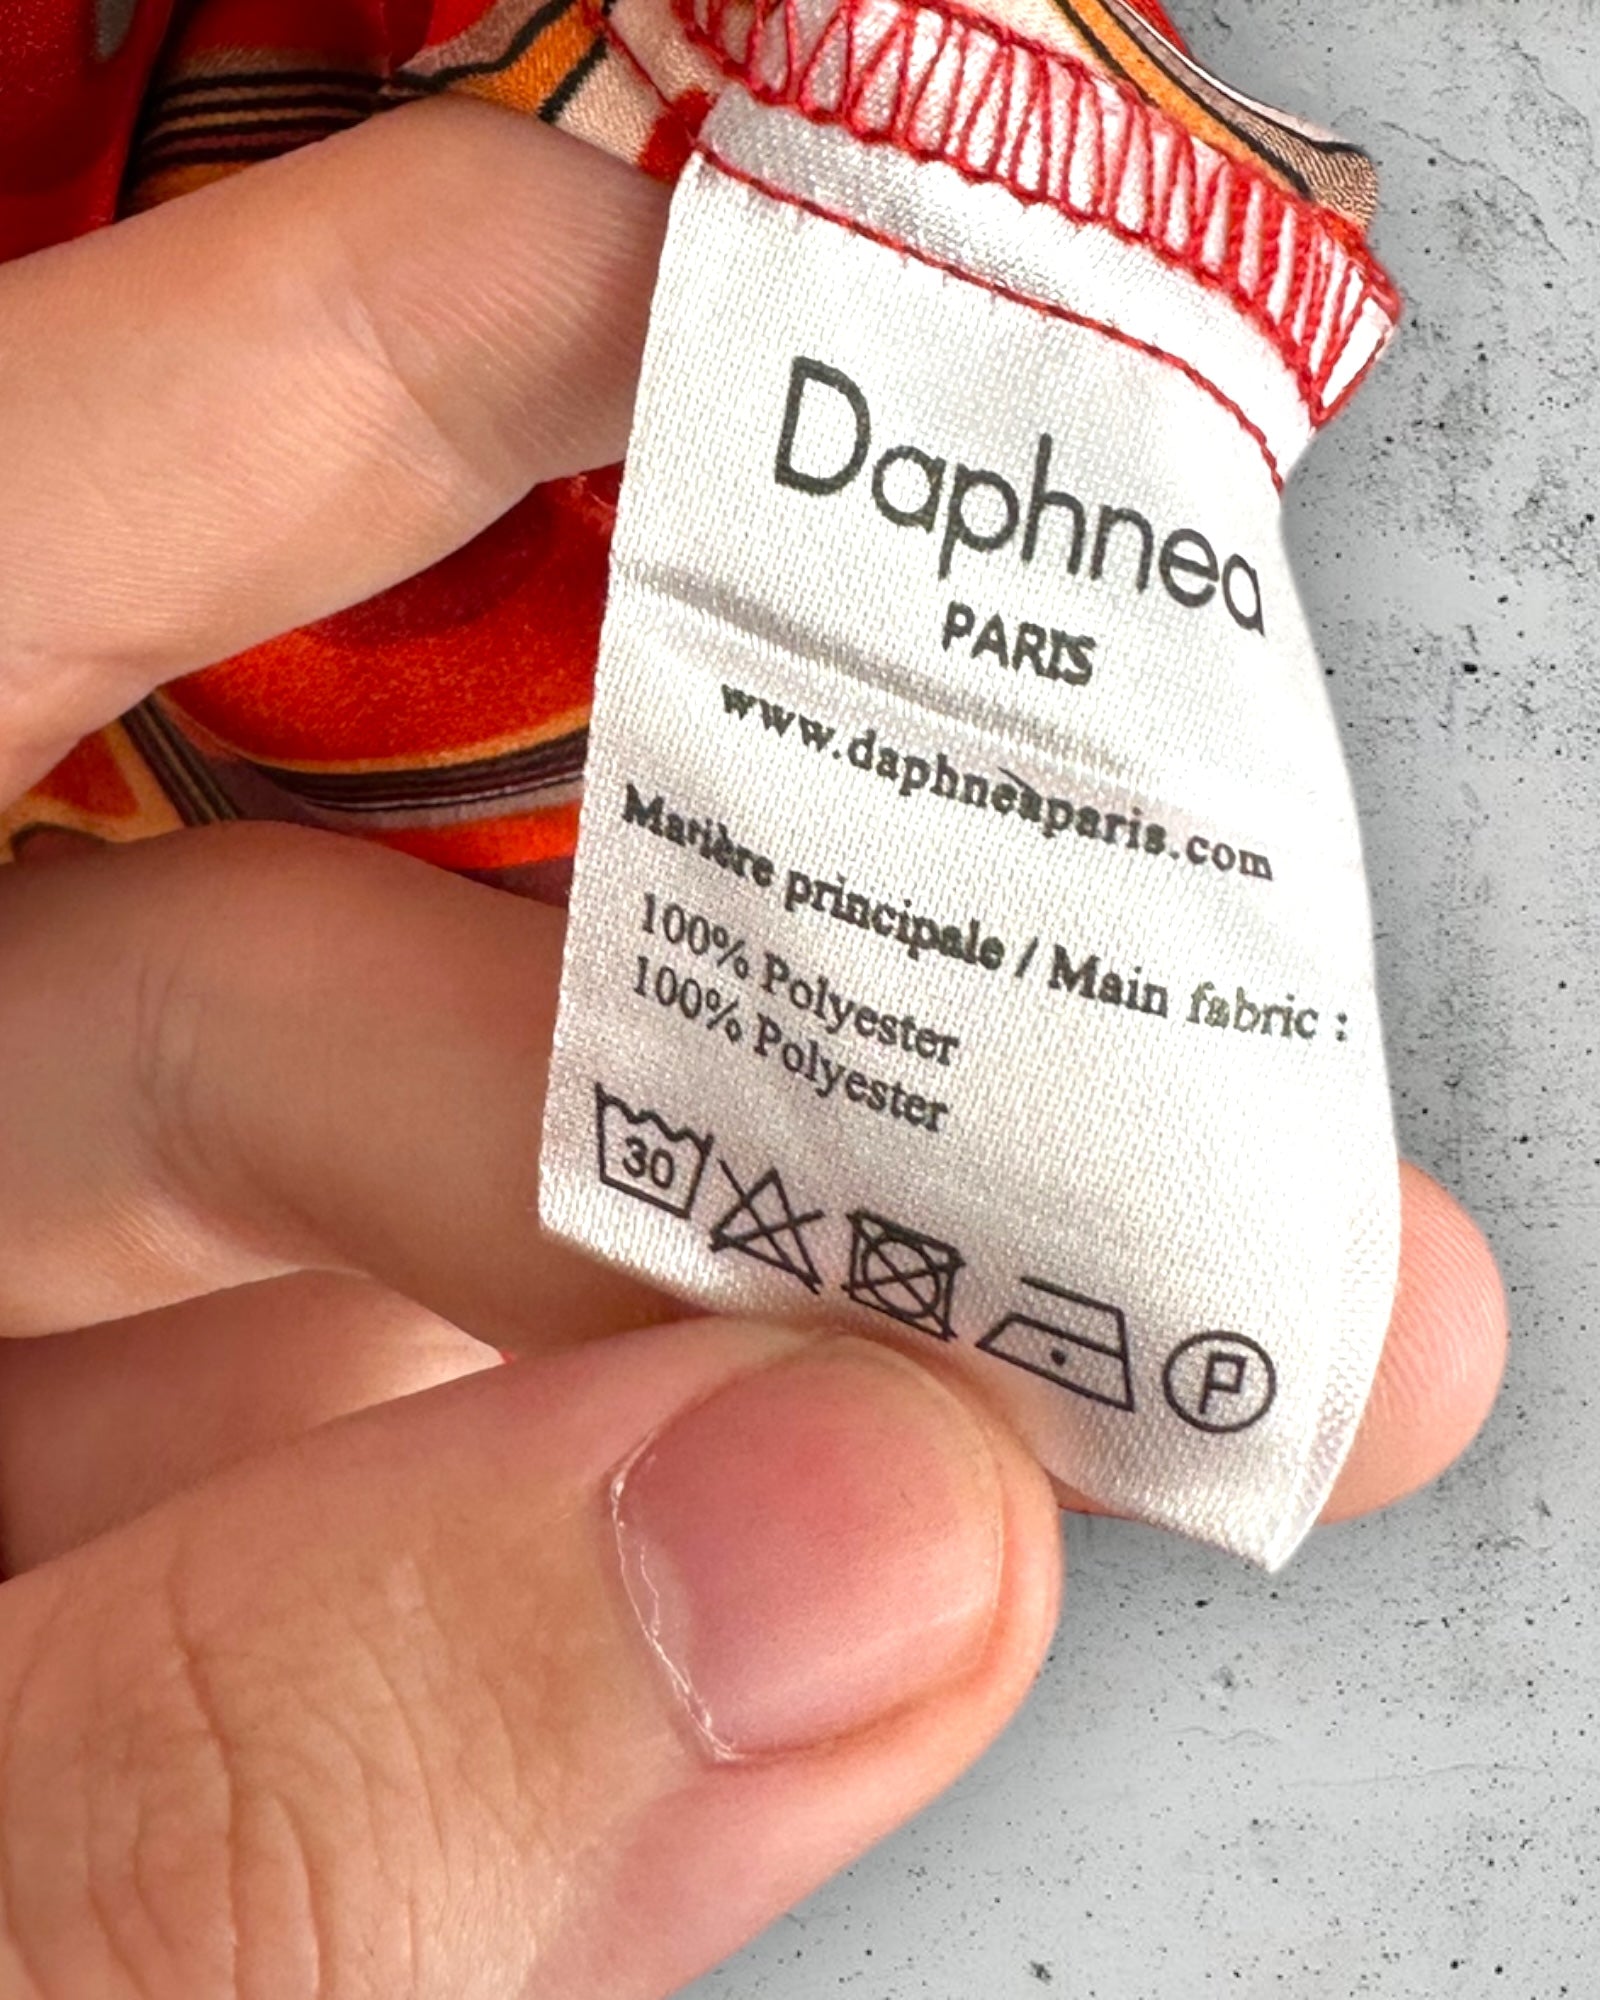 Daphnea
PARIS
www.daphneaparis.com
Matière principale / Main fabric :
100% Polyester
100% Polyester
30
P